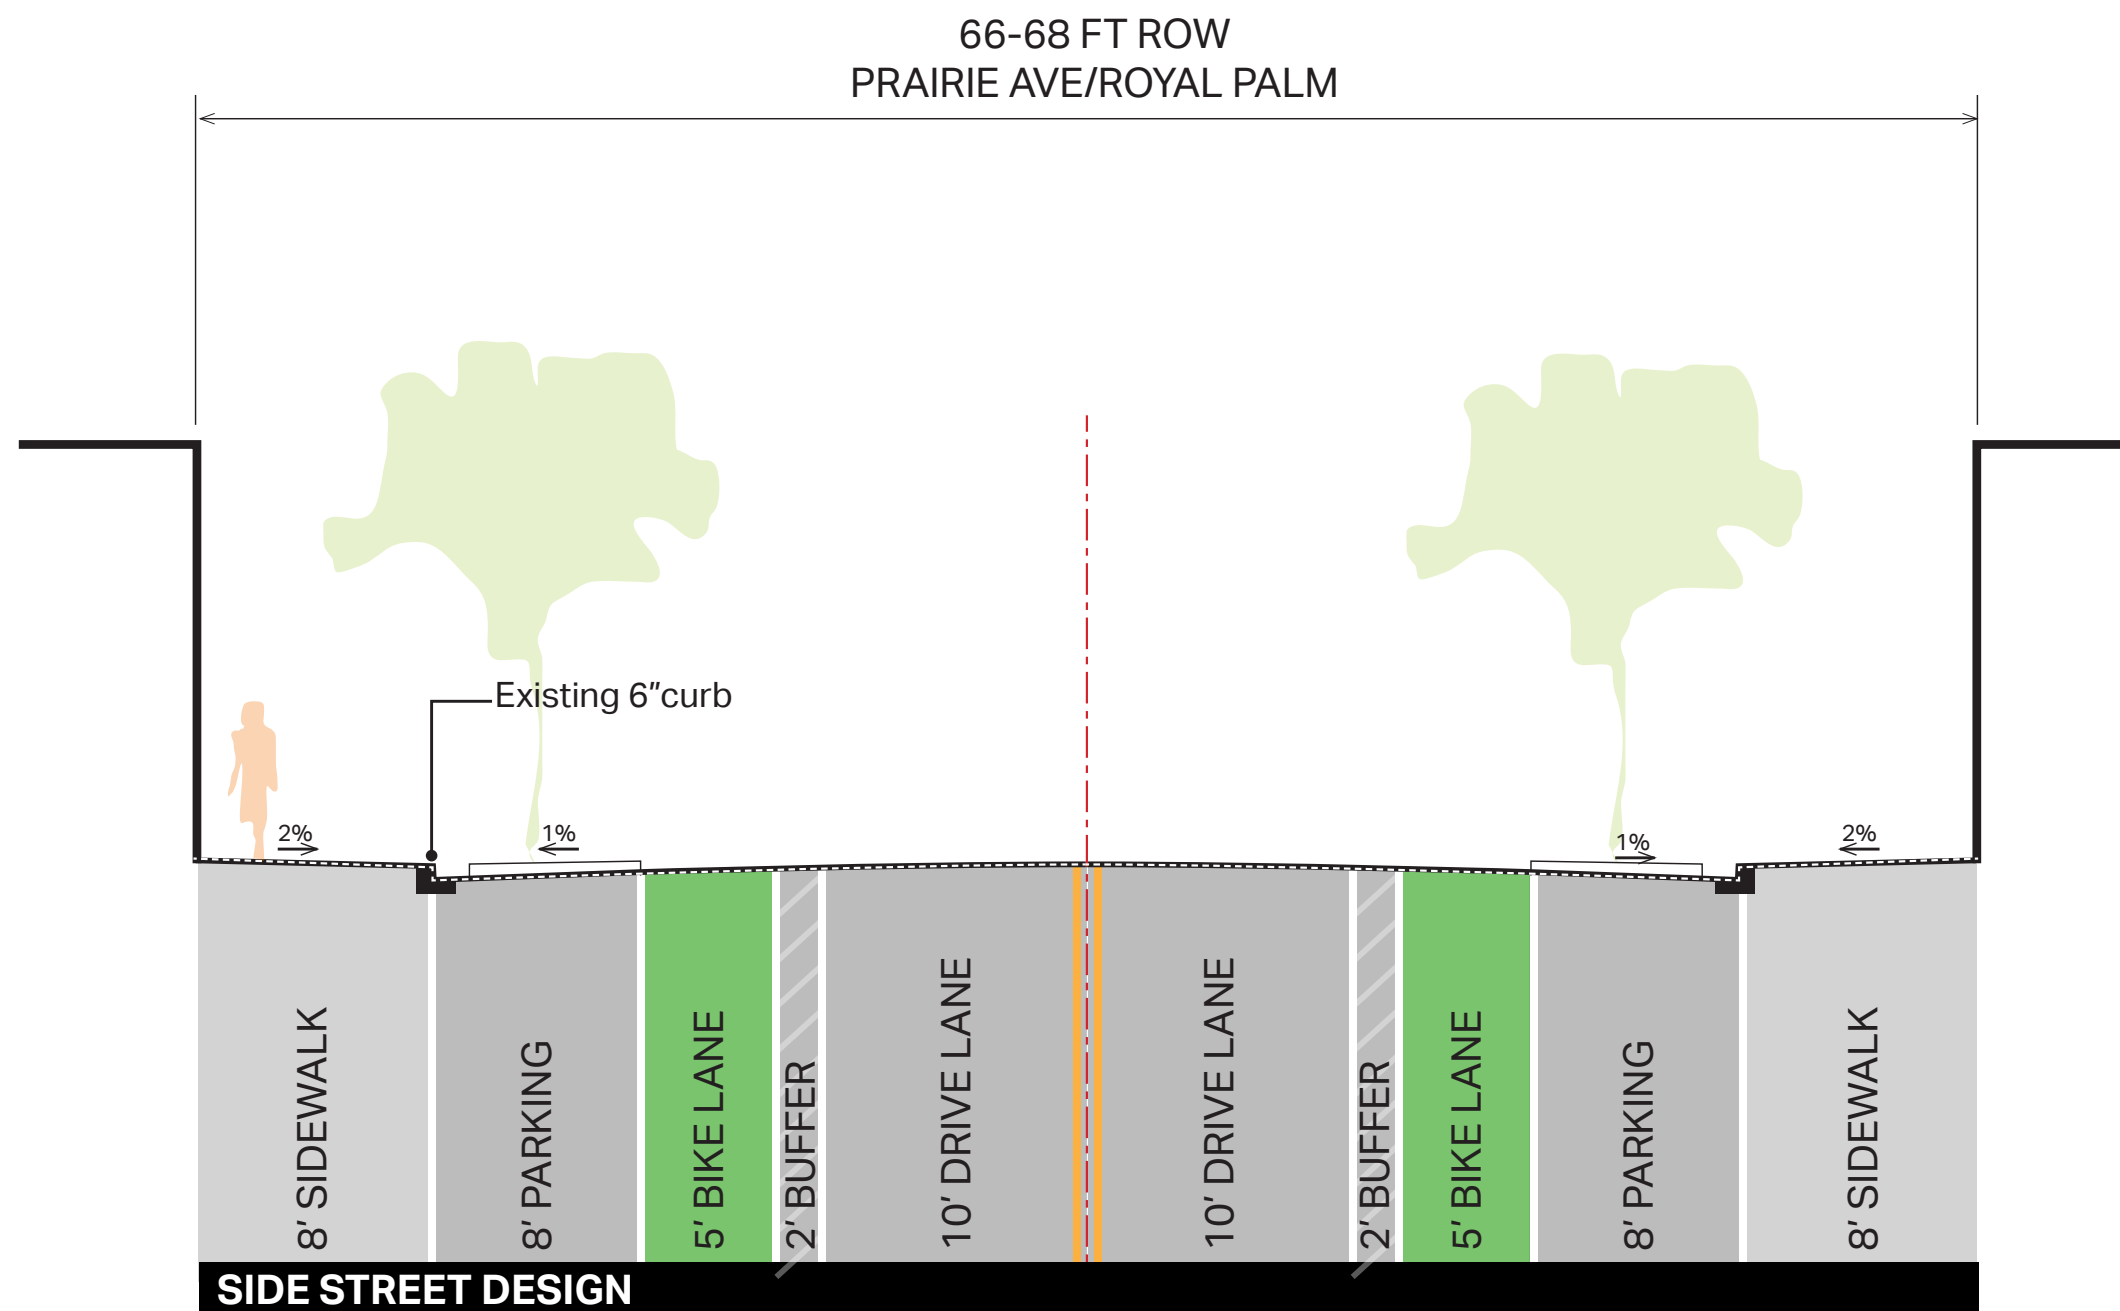 66-68 FT ROW
PRAIRIE AVE/ROYAL PALM
Existing 6"curb
2%
1%
1%
2%
8' SIDEWALK
8' PARKING
5' BIKE LANE
2' BUFFER
10' DRIVE LANE
10' DRIVE LANE
2' BUFFER
5' BIKE LANE
8' PARKING
8' SIDEWALK
SIDE STREET DESIGN